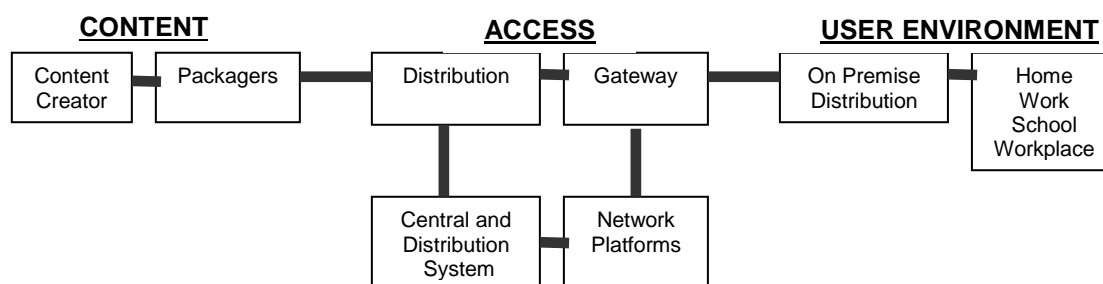 CONTENT
ACCESS
USER ENVIRONMENT
Content
Creator
Packagers
Distribution
Gateway
On Premise
Distribution
Home
Work
School
Workplace
Central and
Distribution
System
Network
Platforms